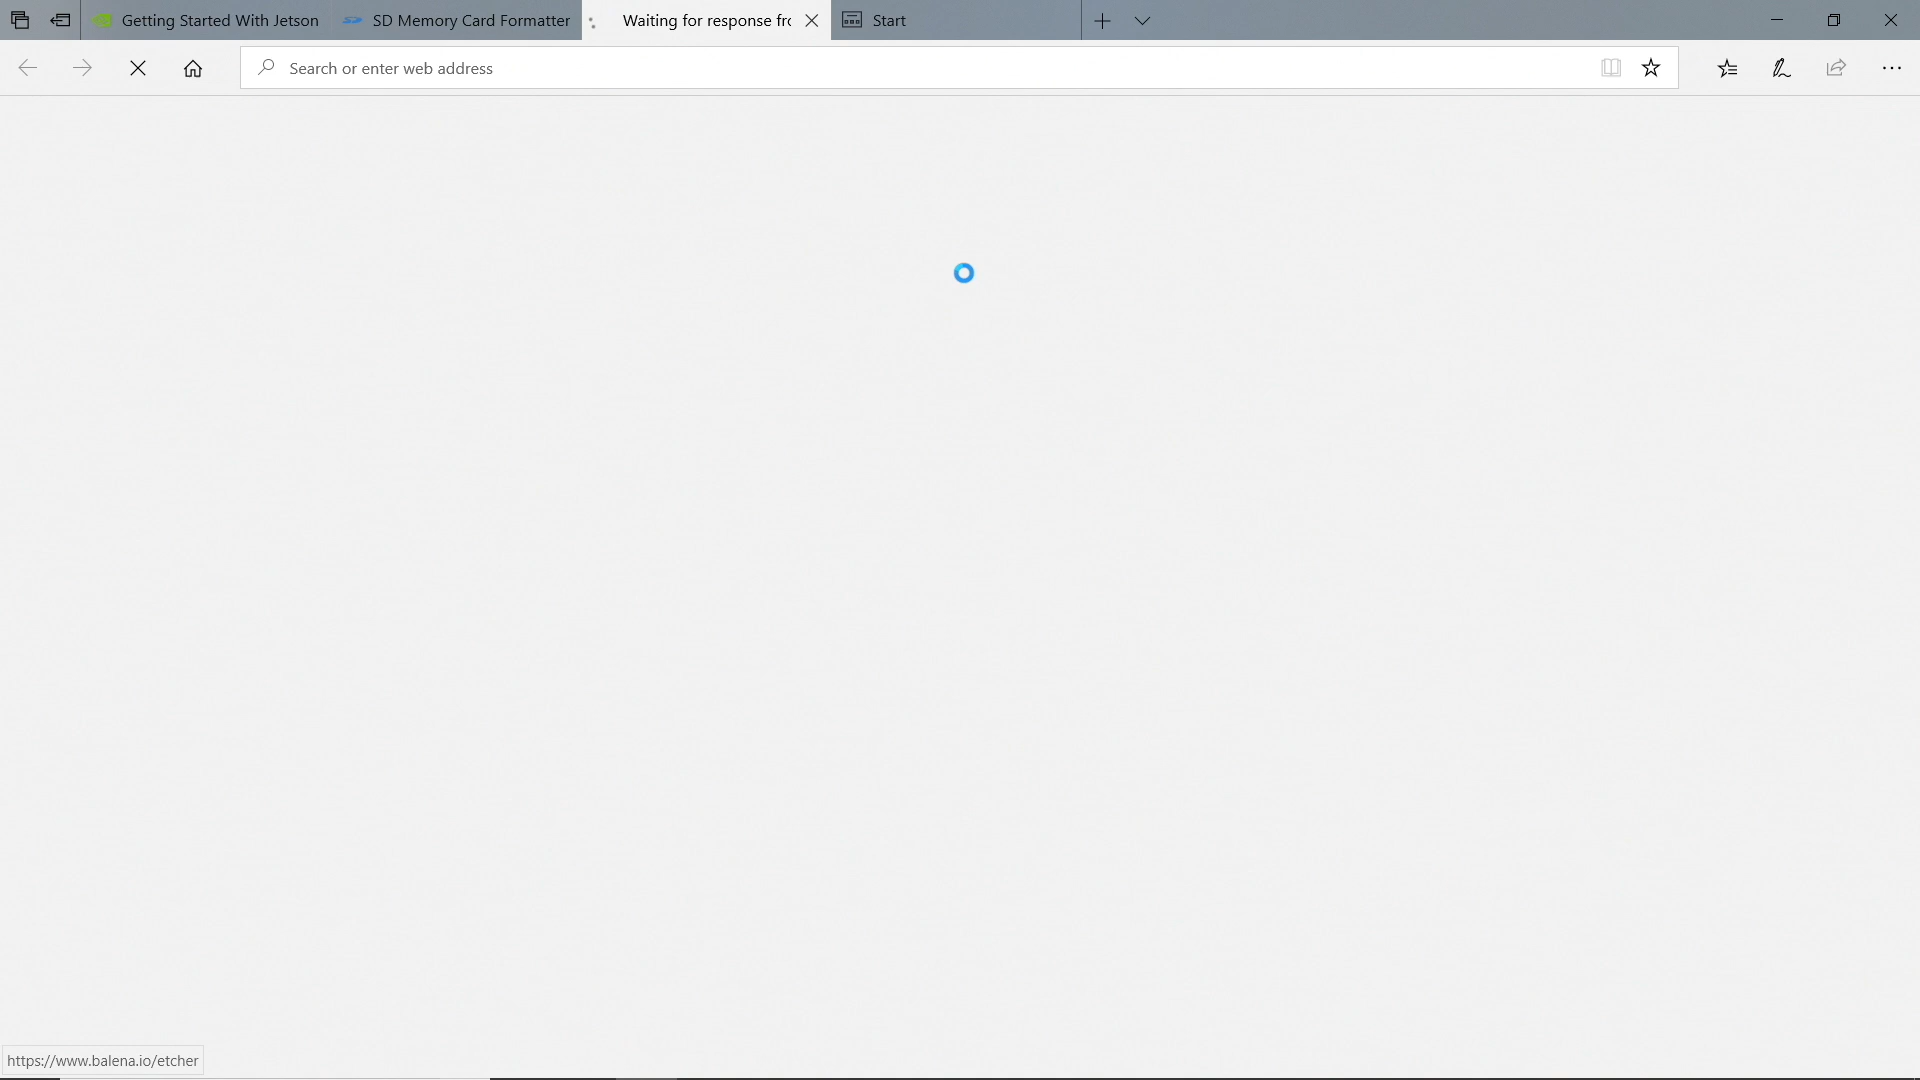 Getting Started With Jetson
SD Memory Card Formatter
Waiting for response fr
Start
Search or enter web address
https://www.balena.io/etcher